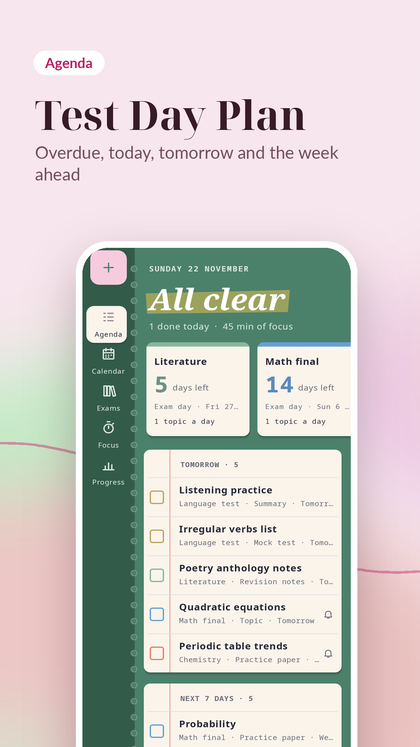 Agenda
Test Day Plan
Overdue, today, tomorrow and the week
ahead
SUNDAY 22 NOVEMBER
All clear
1 done today · 45 min of focus
Agenda
Calendar
Exams
Focus
Progress
Literature
5 days left
Exam day · Fri 27…
1 topic a day
Math final
14 days left
Exam day · Sun 6 …
1 topic a day
TOMORROW · 5
Listening practice
Language test · Summary · Tomorr…
Irregular verbs list
Language test · Mock test · Tomo…
Poetry anthology notes
Literature · Revision notes · To…
Quadratic equations
Math final · Topic · Tomorrow
Periodic table trends
Chemistry · Practice paper · …
NEXT 7 DAYS · 5
Probability
Math final · Practice paper · We…